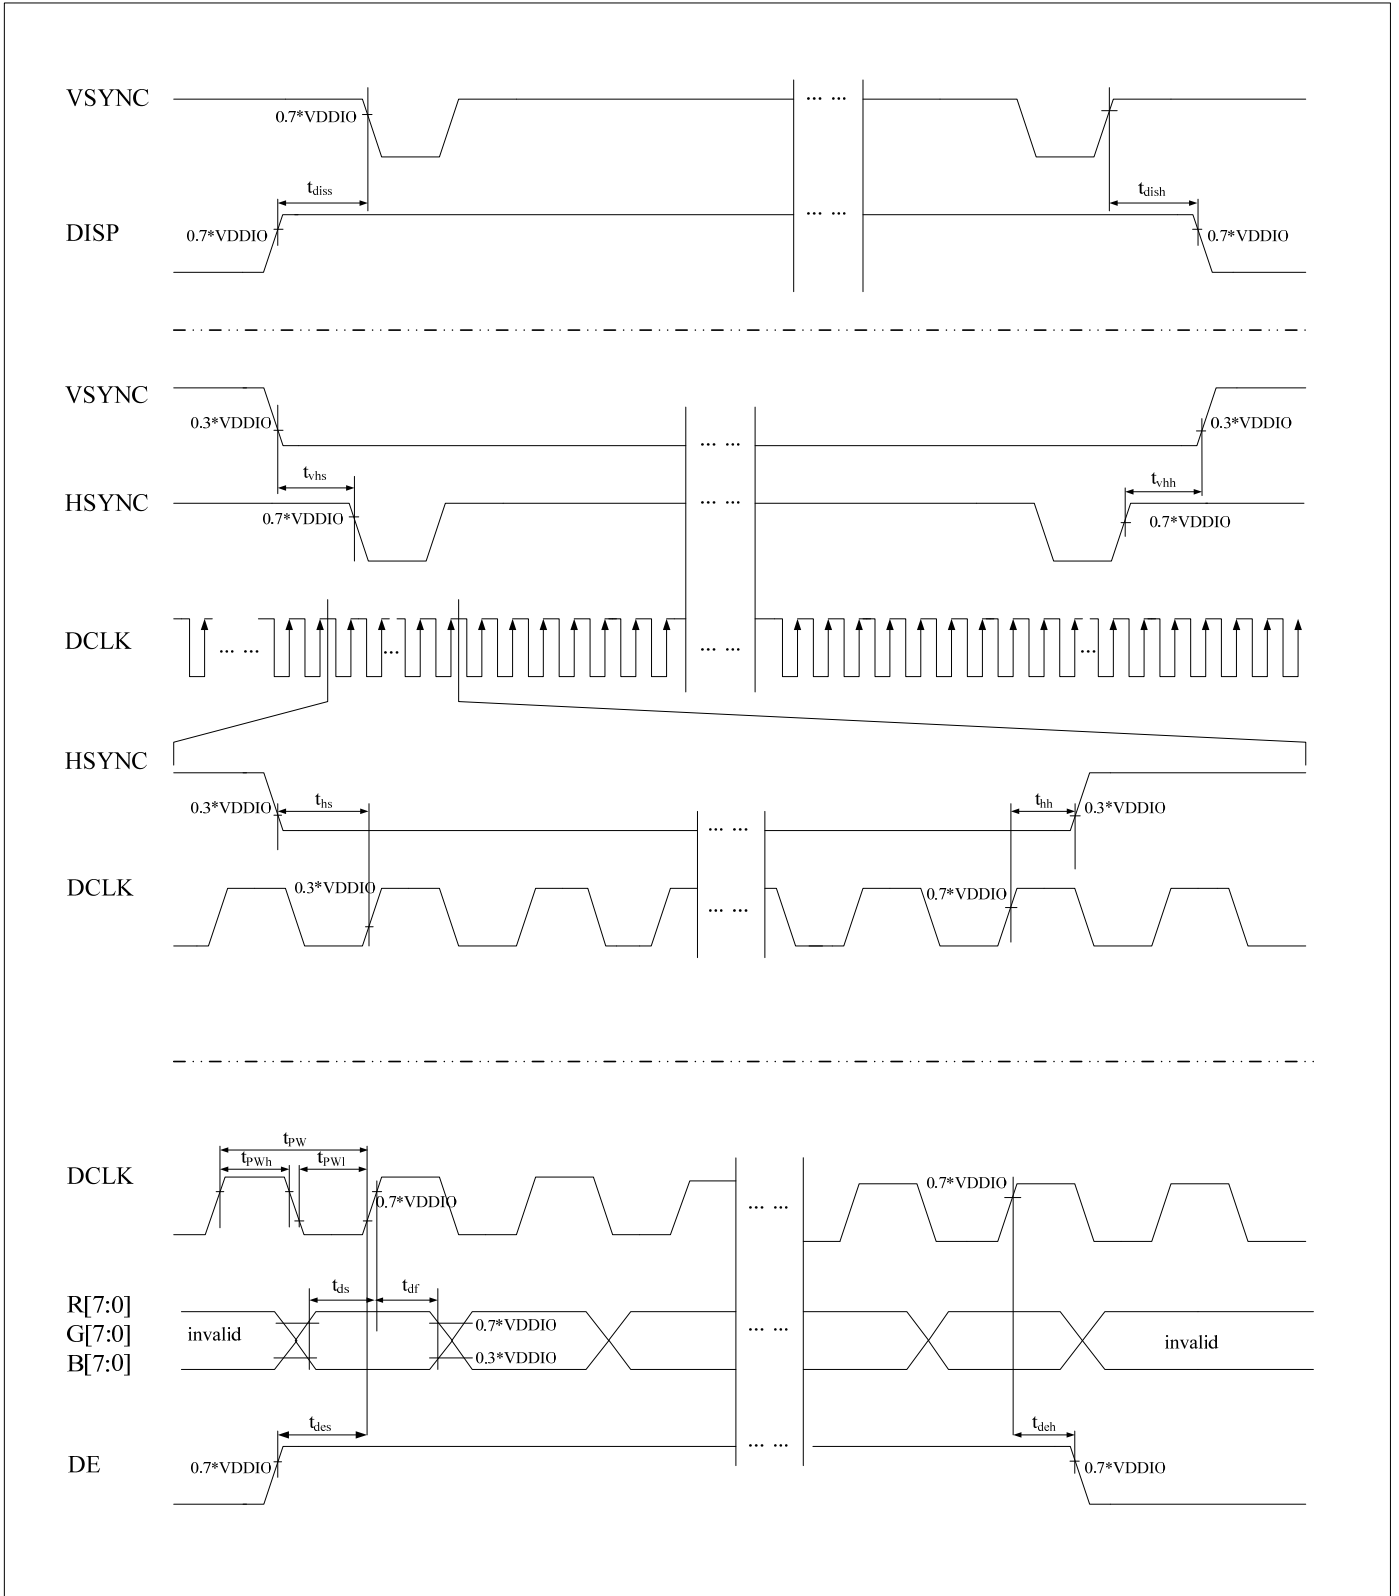 VSYNC
0.7*VDDIO
... ...
t_diss
t_dish
DISP
0.7*VDDIO
... ...
0.7*VDDIO
VSYNC
0.3*VDDIO
... ...
0.3*VDDIO
t_vhs
t_vhh
HSYNC
0.7*VDDIO
... ...
0.7*VDDIO
DCLK
... ...
...
... ...
...
HSYNC
0.3*VDDIO
t_hs
... ...
t_hh
0.3*VDDIO
DCLK
0.3*VDDIO
... ...
0.7*VDDIO
t_PW
t_PWh
t_PWl
DCLK
0.7*VDDIO
... ...
0.7*VDDIO
t_ds
t_df
R[7:0]
G[7:0]
B[7:0]
invalid
0.7*VDDIO
0.3*VDDIO
... ...
invalid
t_des
t_deh
DE
0.7*VDDIO
... ...
0.7*VDDIO